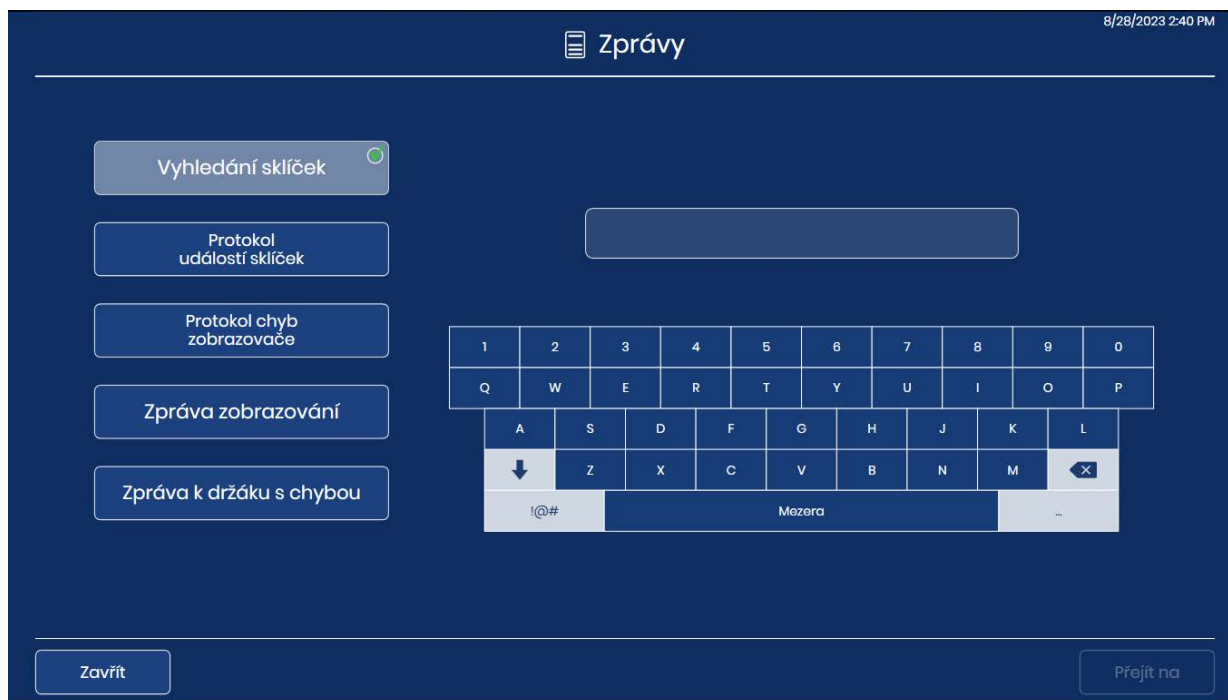 8/28/2023 2:40 PM
Zprávy
Vyhledání sklíček
Protokol
událostí sklíček
Protokol chyb
zobrazovače
Zpráva zobrazování
Zpráva k držáku s chybou
1 2 3 4 5 6 7 8 9 0
Q W E R T Y U I O P
A S D F G H J K L
Z X C V B N M
!@# Mezera ...
Zavřít
Přejít na